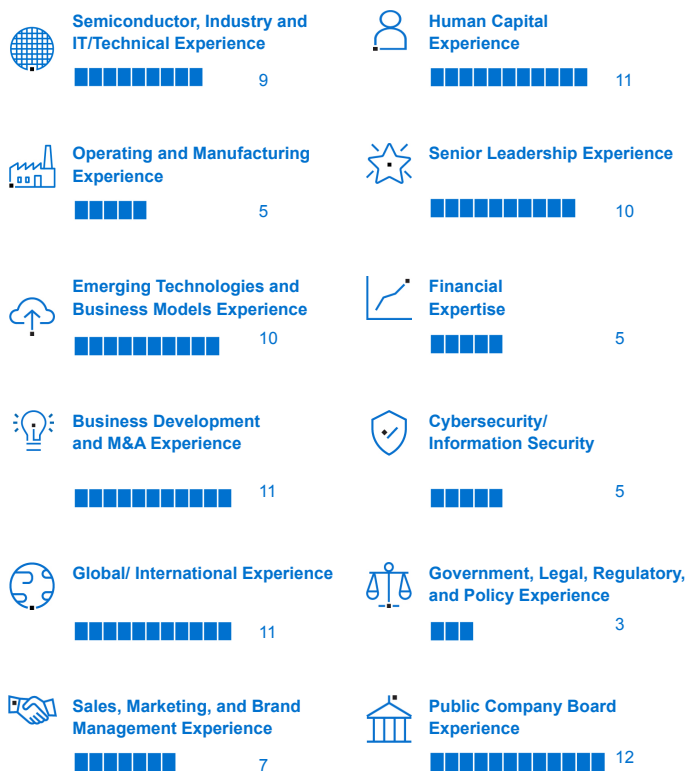 Semiconductor, Industry and
IT/Technical Experience
9
Human Capital
Experience
11
Operating and Manufacturing
Experience
5
Senior Leadership Experience
10
Emerging Technologies and
Business Models Experience
10
Financial
Expertise
5
Business Development
and M&A Experience
11
Cybersecurity/
Information Security
5
Global/ International Experience
11
Government, Legal, Regulatory,
and Policy Experience
3
Sales, Marketing, and Brand
Management Experience
7
Public Company Board
Experience
12